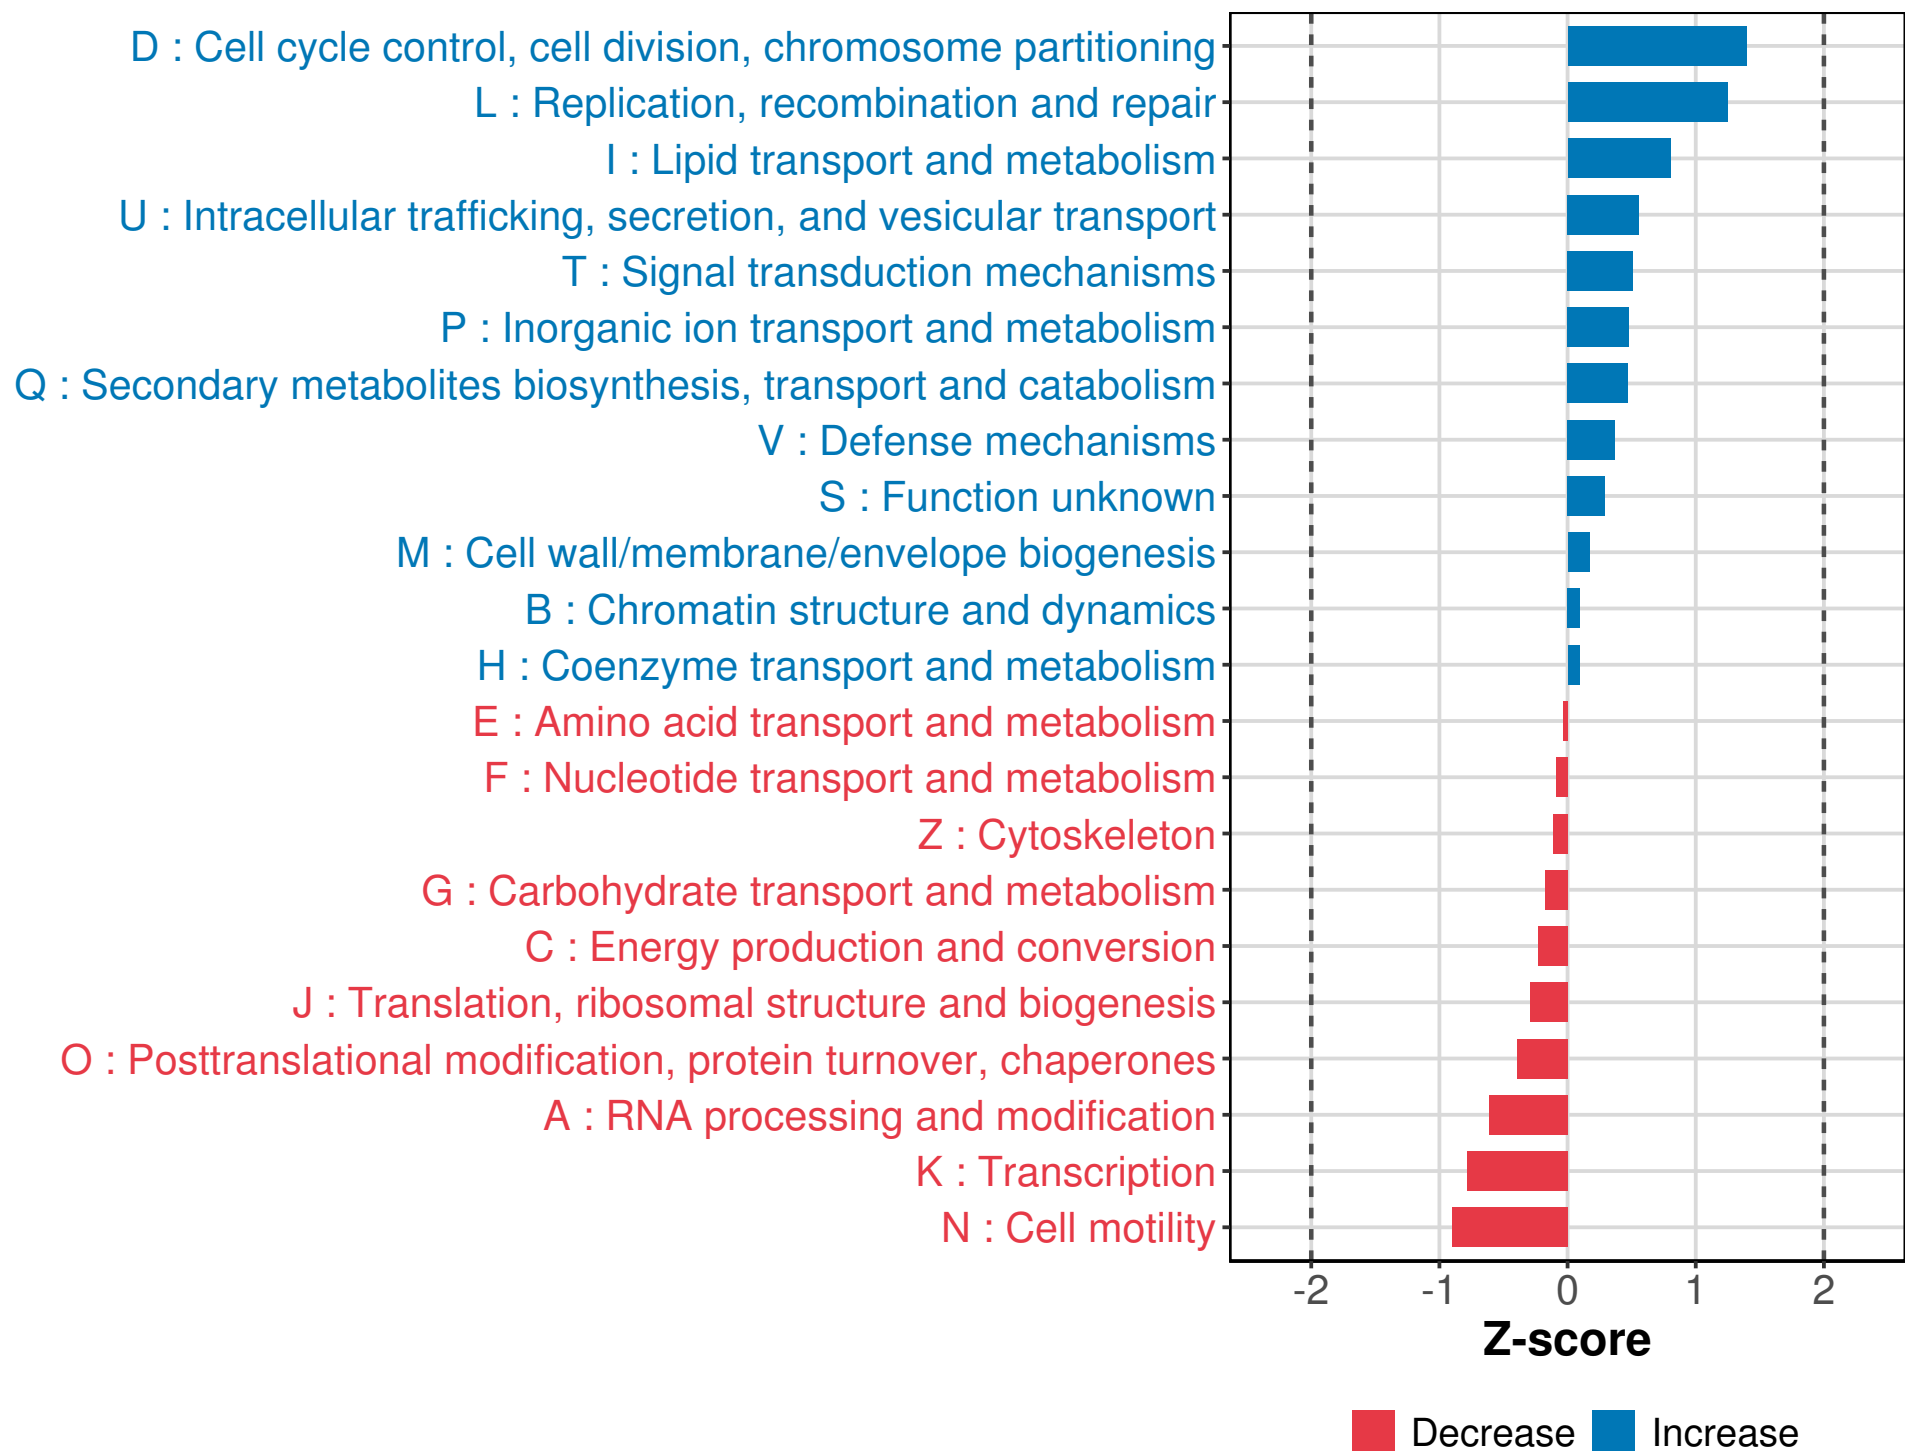 D : Cell cycle control, cell division, chromosome partitioning
L : Replication, recombination and repair
I : Lipid transport and metabolism
U : Intracellular trafficking, secretion, and vesicular transport
T : Signal transduction mechanisms
P : Inorganic ion transport and metabolism
Q : Secondary metabolites biosynthesis, transport and catabolism
V : Defense mechanisms
S : Function unknown
M : Cell wall/membrane/envelope biogenesis
B : Chromatin structure and dynamics
H : Coenzyme transport and metabolism
E : Amino acid transport and metabolism
F : Nucleotide transport and metabolism
Z : Cytoskeleton
G : Carbohydrate transport and metabolism
C : Energy production and conversion
J : Translation, ribosomal structure and biogenesis
O : Posttranslational modification, protein turnover, chaperones
A : RNA processing and modification
K : Transcription
N : Cell motility
-2 -1 0 1 2
Z-score
Decrease Increase